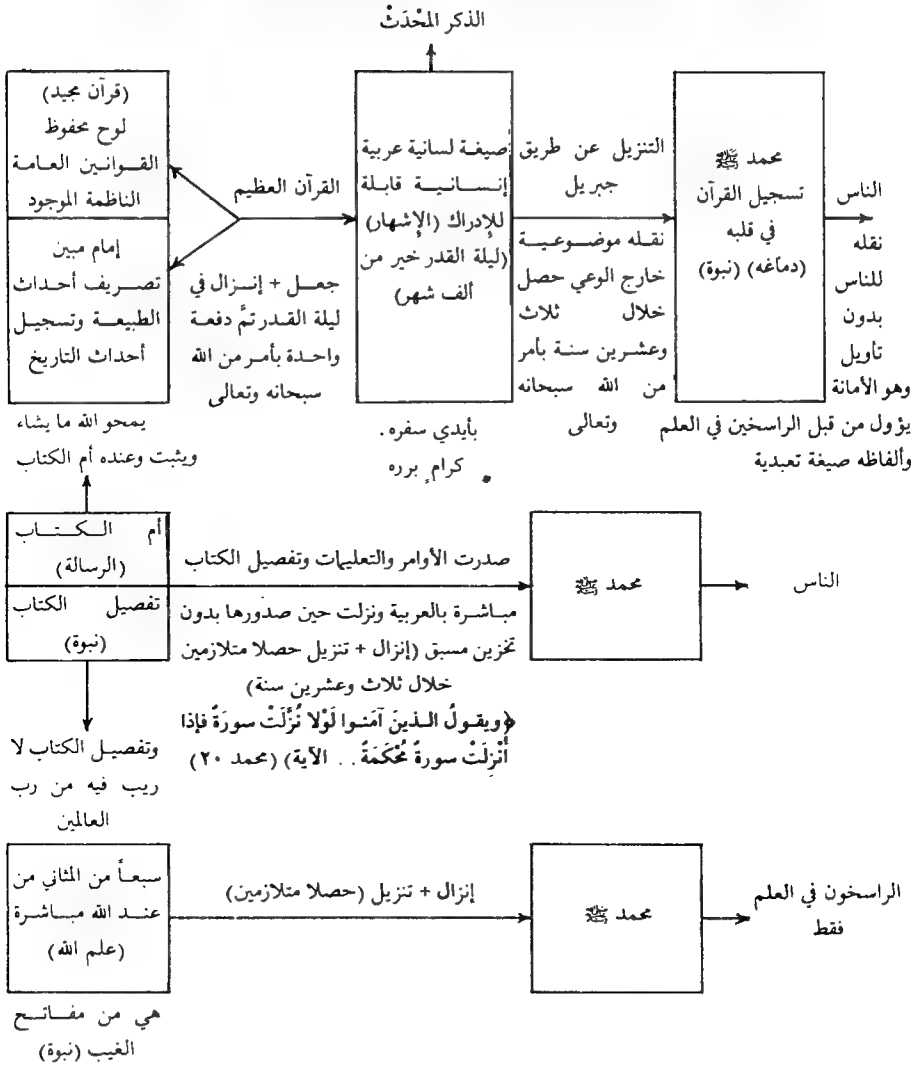 الذكر المحْدَثْ
(قرآن مجيد)
لوح محفوظ
القوانين العامة
الناظمة الموجود
إمام مبين
تصريف أحداث
الطبيعة وتسجيل
أحداث التاريخ
يمحو الله ما يشاء
ويثبت وعنده أم الكتاب
القرآن العظيم
جعل + إنزال في
ليلة القدر تمَّ دفعة
واحدة بأمر من الله
سبحانه وتعالى
صيغة لسانية عربية
إنسانية قابلة
للإدراك (الإشهار)
(ليلة القدر خير من
ألف شهر)
بأيدي سفره .
كرام برره
التنزيل عن طريق
جبريل
نقله موضوعية
خارج الوعي حصل
خلال ثلاث
وعشرين سنة بأمر
من الله سبحانه
وتعالى
محمد ﷺ
تسجيل القرآن
في قلبه
(دماغه) (نبوة)
الناس
نقله
للناس
بدون
تأويل
وهو الأمانة
يؤول من قبل الراسخين في العلم
وألفاظه صيغة تعبدية
أم الكتاب
(الرسالة)
تفصيل الكتاب
(نبوة)
صدرت الأوامر والتعليمات وتفصيل الكتاب
مباشرة بالعربية ونزلت حين صدورها بدون
تخزين مسبق (إنزال + تنزيل حصلا متلازمين
خلال ثلاث وعشرين سنة)
﴿ويقولُ الذينَ آمَنوا لَوْلا نُزِّلَتْ سورَةٌ فإذا
أُنْزِلَتْ سورةٌ مُحْكَمَةٌ . . الآية) (محمد ٢٠)
محمد ﷺ
الناس
وتفصيل الكتاب لا
ريب فيه من رب
العالمين
سبعاً من المثاني من
عند الله مباشرة
(علم الله)
هي من مفاتح
الغيب (نبوة)
إنزال + تنزيل (حصلا متلازمين)
محمد ﷺ
الراسخون في العلم
فقط